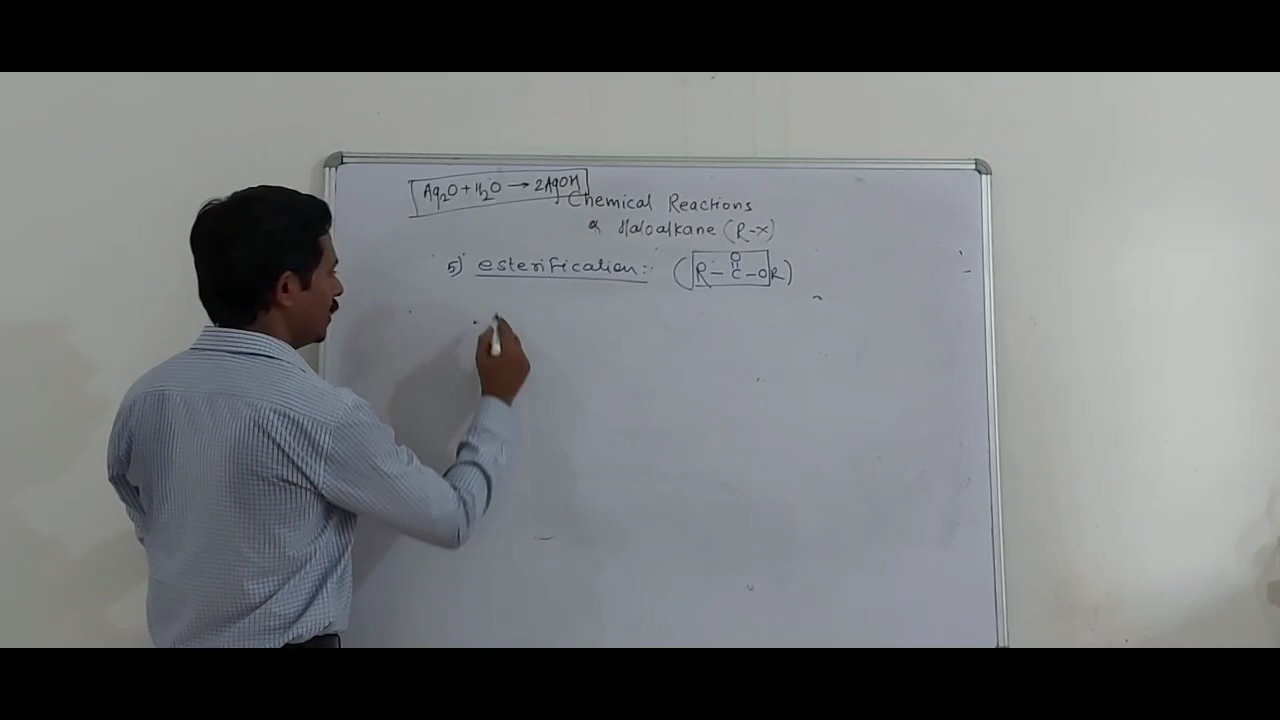 Ag2O + H2O → 2AgOH
Chemical Reactions
of Haloalkane (R-X)
5) esterification:- (R-C-OR)
O